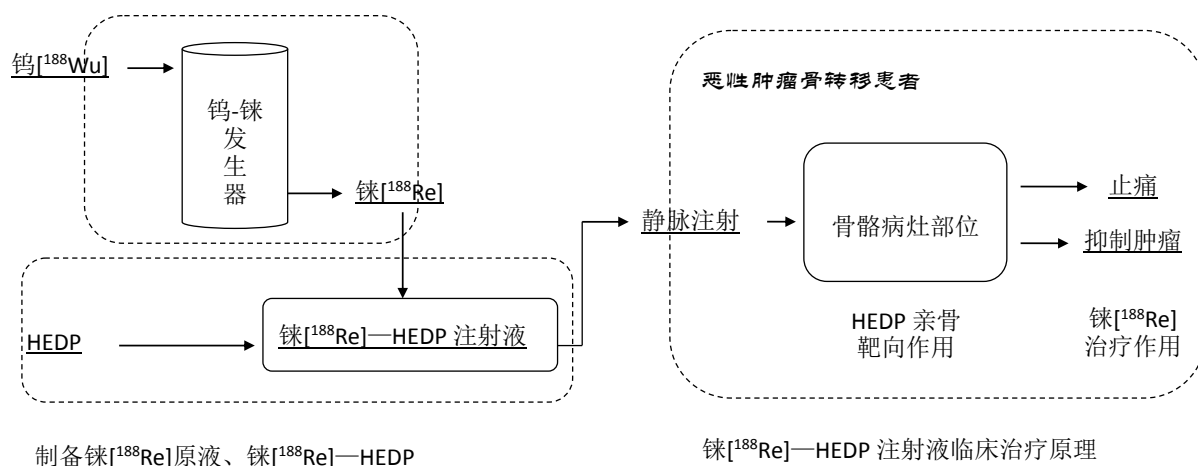 钨[¹⁸⁸Wu]
钨-铼
发
生
器
铼[¹⁸⁸Re]
HEDP
铼[¹⁸⁸Re]—HEDP 注射液
制备铼[¹⁸⁸Re]原液、铼[¹⁸⁸Re]—HEDP
恶性肿瘤骨转移患者
静脉注射
骨骼病灶部位
止痛
抑制肿瘤
HEDP 亲骨
靶向作用
铼[¹⁸⁸Re]
治疗作用
铼[¹⁸⁸Re]—HEDP 注射液临床治疗原理